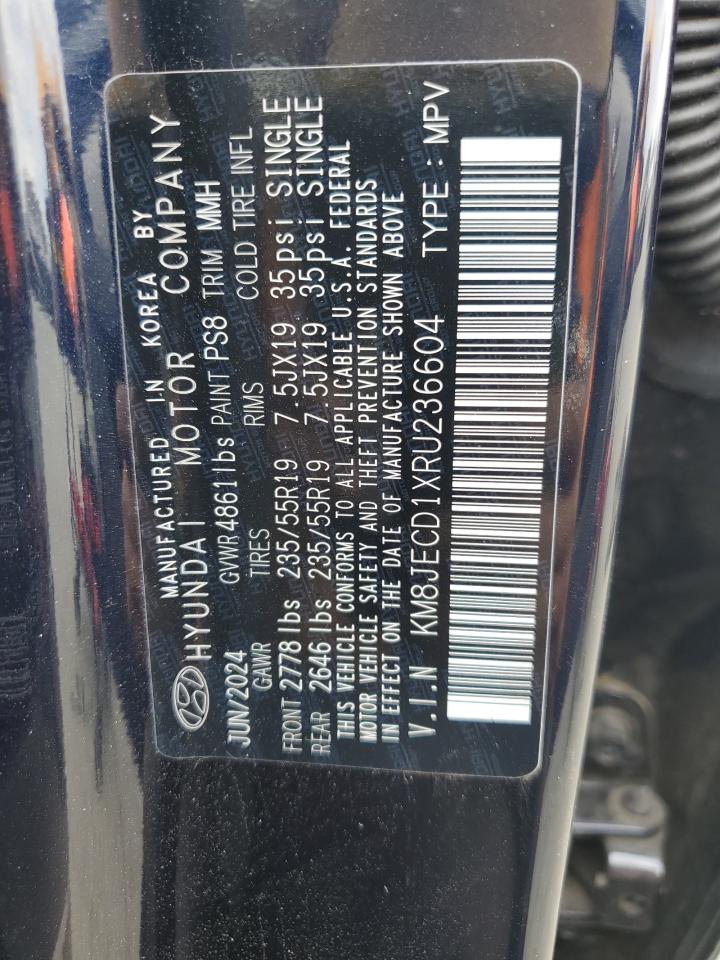 MANUFACTURED IN KOREA BY
HYUNDAI MOTOR COMPANY
JUN/2024 GVWR 4861 lbs PAINT PS8 TRIM MMH
GAWR TIRES RIMS COLD TIRE INFL
FRONT 2778 lbs 235/55R19 7.5JX19 35psi SINGLE
REAR 2646 lbs 235/55R19 7.5JX19 35psi SINGLE
THIS VEHICLE CONFORMS TO ALL APPLICABLE U.S.A. FEDERAL
MOTOR VEHICLE SAFETY AND THEFT PREVENTION STANDARDS
IN EFFECT ON THE DATE OF MANUFACTURE SHOWN ABOVE
V.I.N KM8JECD1XRU236604 TYPE : MPV